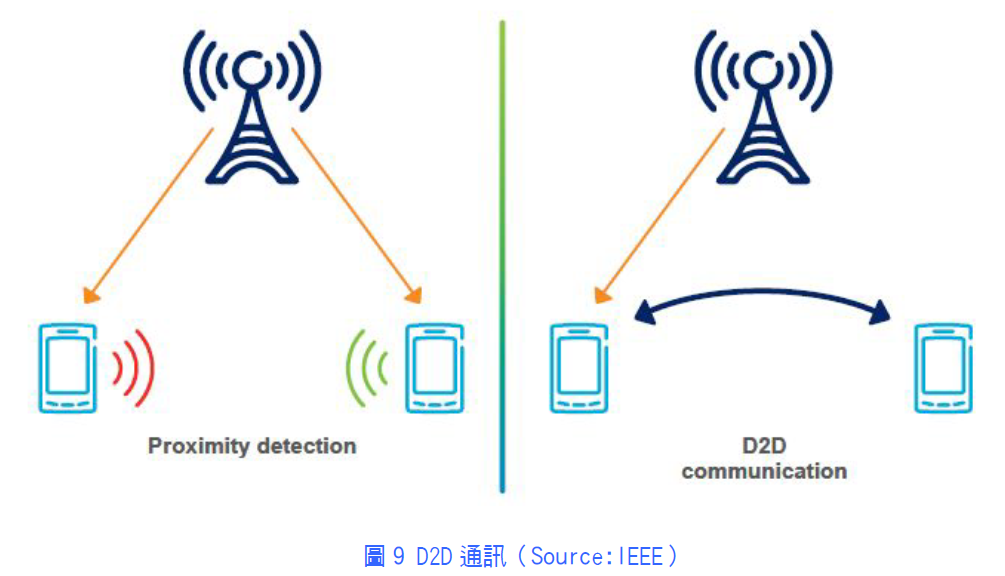 Proximity detection
D2D
communication
圖 9 D2D 通訊（Source:IEEE）